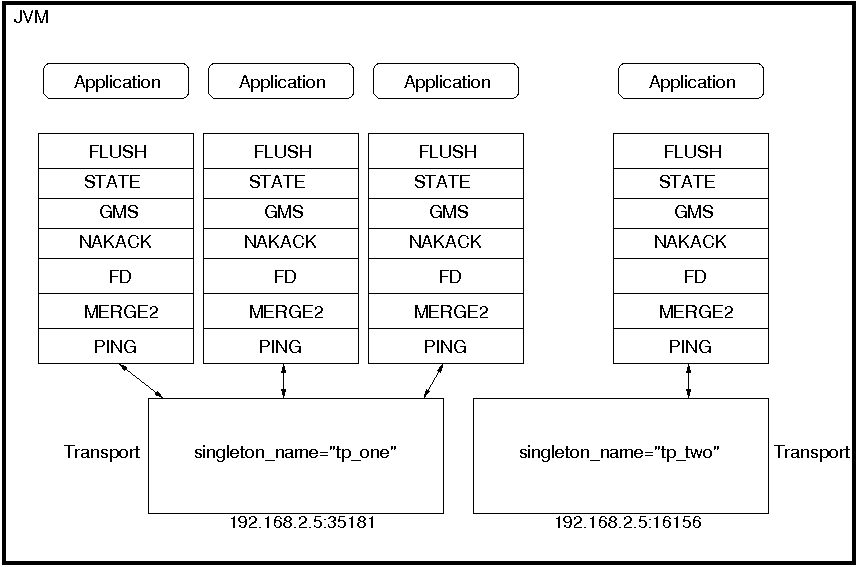 JVM
Application Application Application Application
FLUSH FLUSH FLUSH FLUSH
STATE STATE STATE STATE
GMS GMS GMS GMS
NAKACK NAKACK NAKACK NAKACK
FD FD FD FD
MERGE2 MERGE2 MERGE2 MERGE2
PING PING PING PING
Transport singleton_name="tp_one" singleton_name="tp_two" Transport
192.168.2.5:35181 192.168.2.5:16156